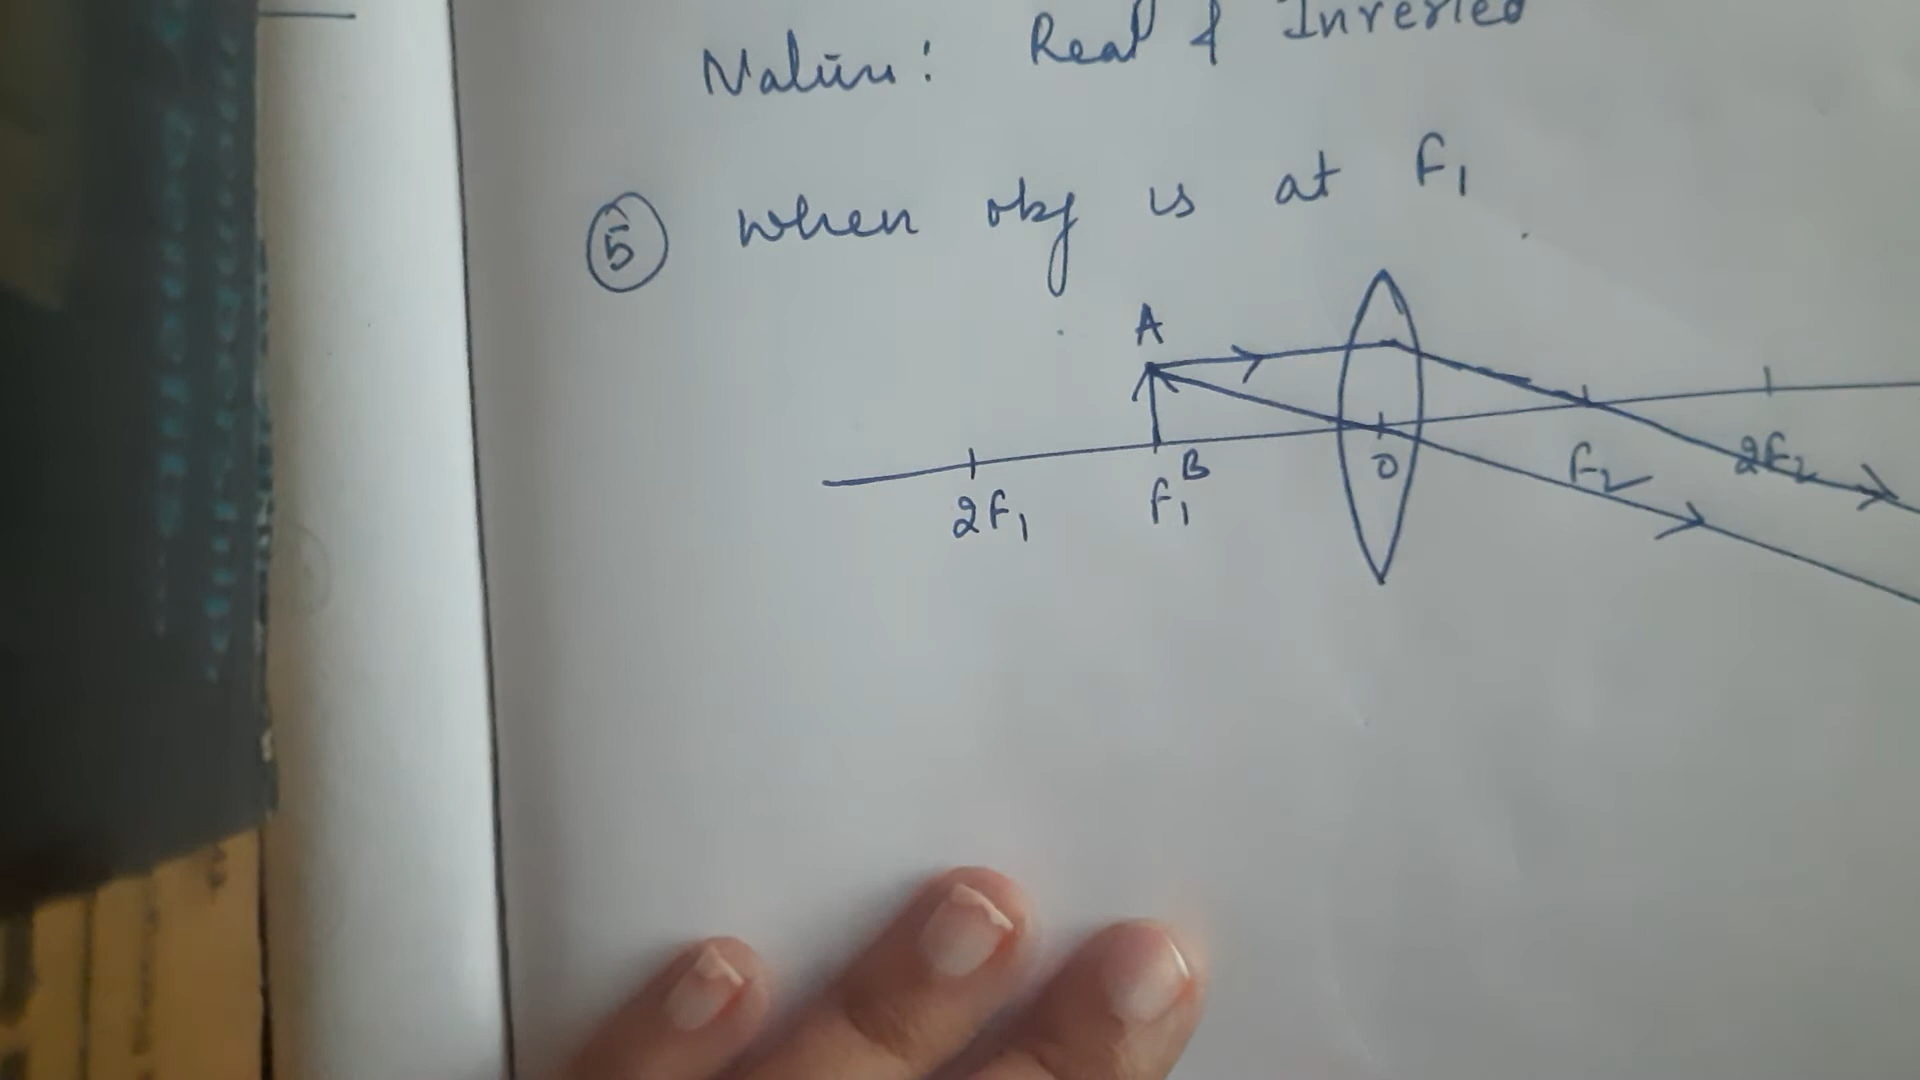 Nature: Real & Inverted
⑤ when obj is at F₁
A
B
O
F₂
2F₂
2F₁
F₁